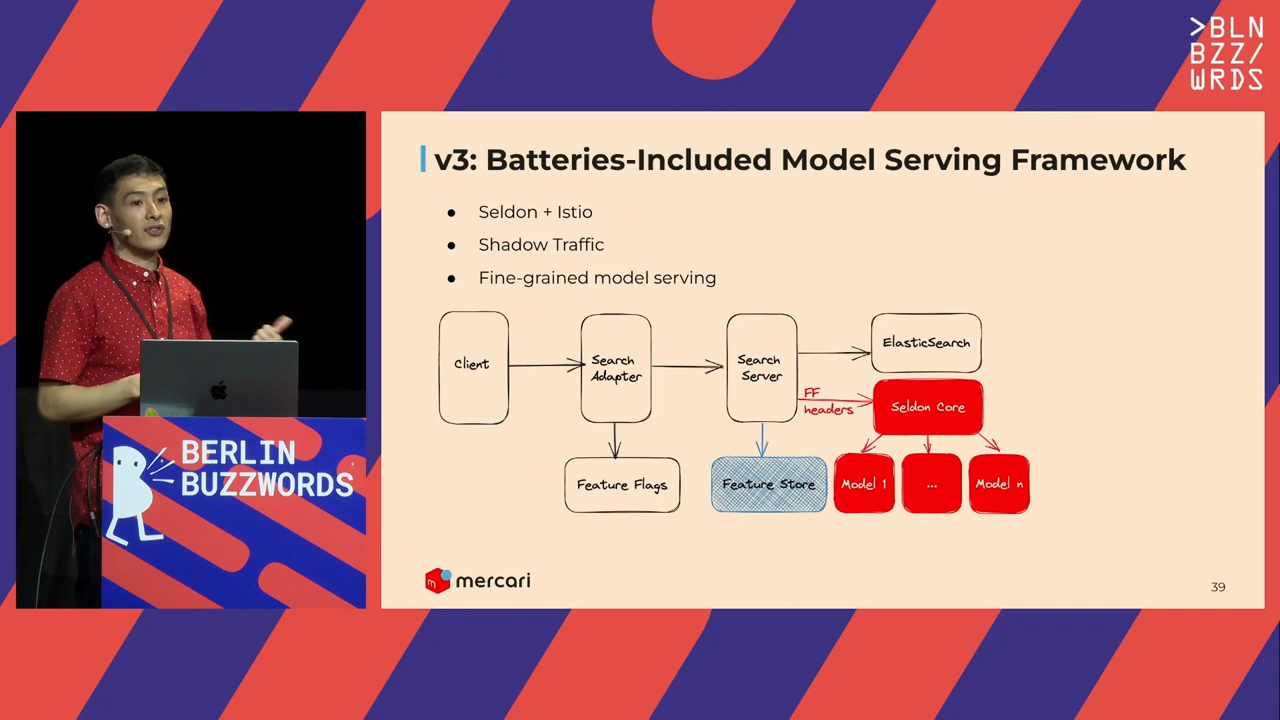 >BLN
BZZ/
WRDS
v3: Batteries-Included Model Serving Framework
● Seldon + Istio
● Shadow Traffic
● Fine-grained model serving
Client
Search
Adapter
Search
Server
ElasticSearch
FF
headers
Seldon Core
Feature Flags
Feature Store
Model 1
...
Model n
BERLIN
BUZZWORDS
m mercari
39